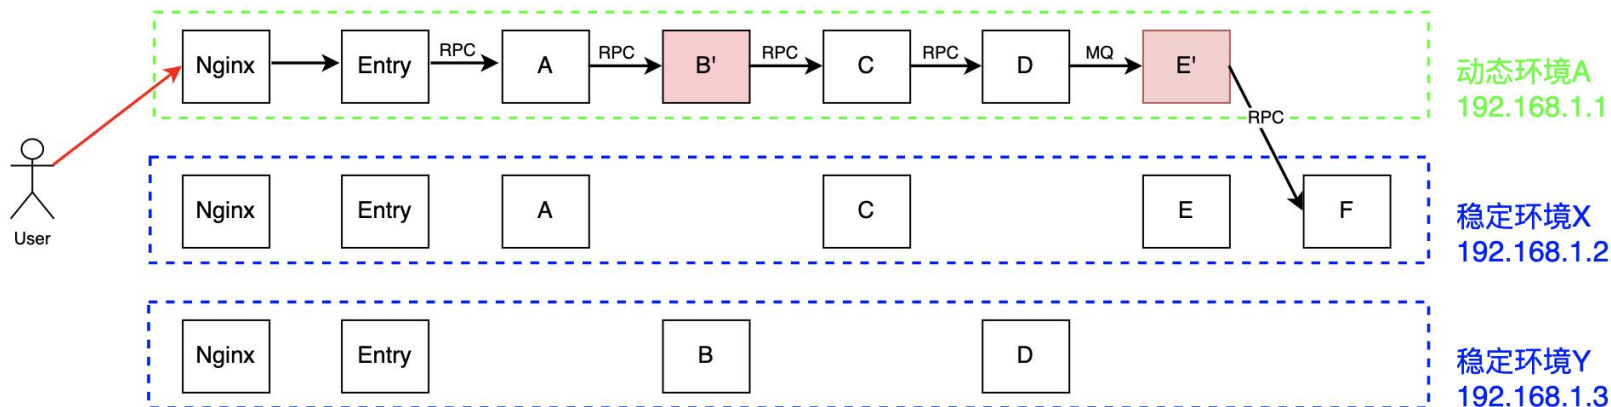 Nginx
Entry
RPC
A
RPC
B'
RPC
C
RPC
D
MQ
E'
RPC
动态环境A
192.168.1.1
User
Nginx
Entry
A
C
E
F
稳定环境X
192.168.1.2
Nginx
Entry
B
D
稳定环境Y
192.168.1.3